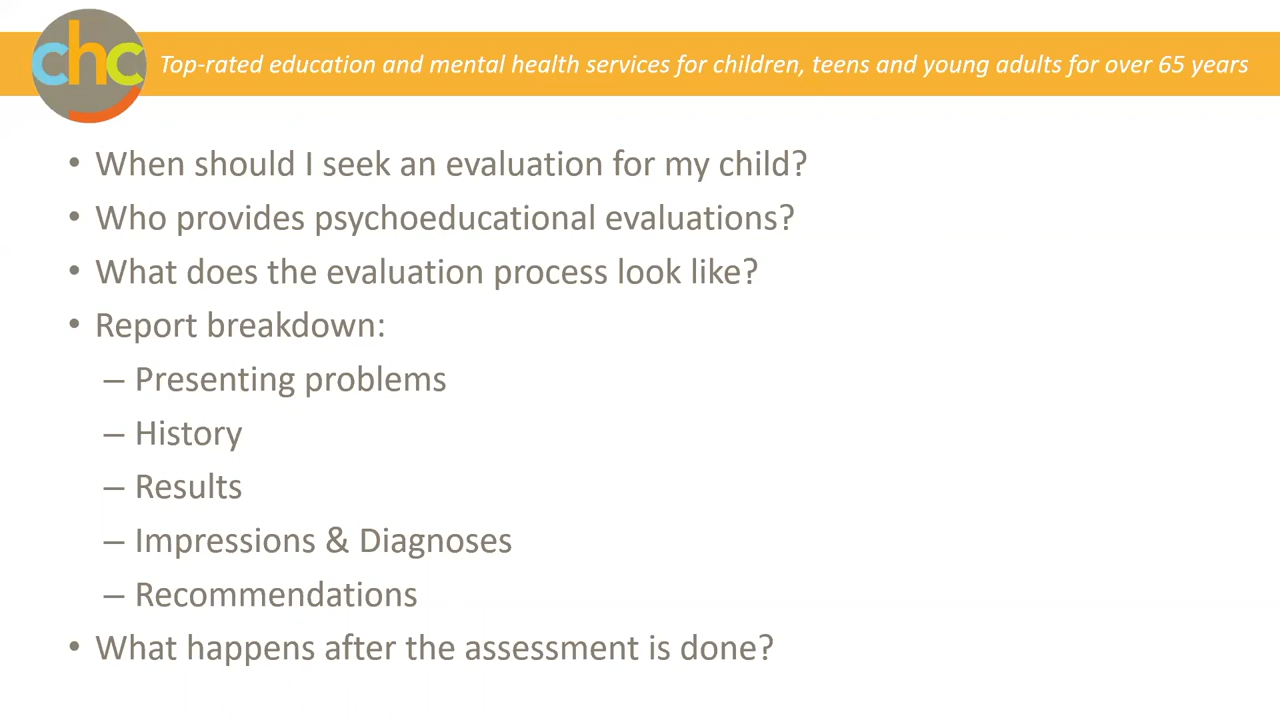 chc
Top-rated education and mental health services for children, teens and young adults for over 65 years
• When should I seek an evaluation for my child?
• Who provides psychoeducational evaluations?
• What does the evaluation process look like?
• Report breakdown:
– Presenting problems
– History
– Results
– Impressions & Diagnoses
– Recommendations
• What happens after the assessment is done?